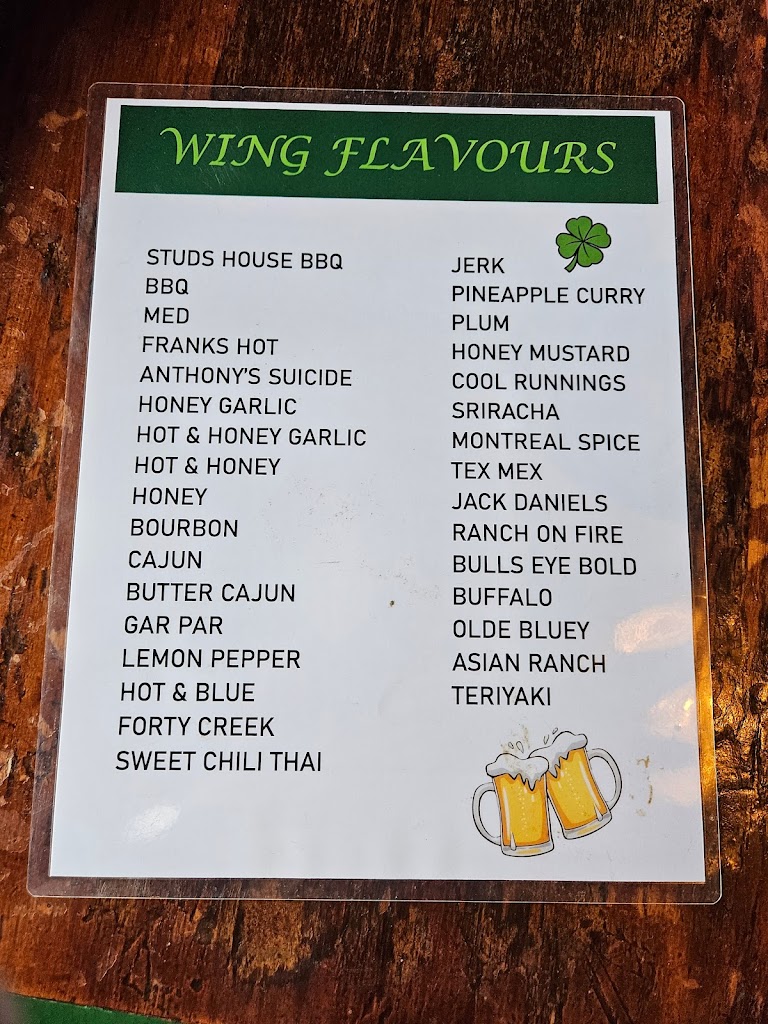 WING FLAVOURS
STUDS HOUSE BBQ
BBQ
MED
FRANKS HOT
ANTHONY'S SUICIDE
HONEY GARLIC
HOT & HONEY GARLIC
HOT & HONEY
HONEY
BOURBON
CAJUN
BUTTER CAJUN
GAR PAR
LEMON PEPPER
HOT & BLUE
FORTY CREEK
SWEET CHILI THAI
JERK
PINEAPPLE CURRY
PLUM
HONEY MUSTARD
COOL RUNNINGS
SRIRACHA
MONTREAL SPICE
TEX MEX
JACK DANIELS
RANCH ON FIRE
BULLS EYE BOLD
BUFFALO
OLDE BLUEY
ASIAN RANCH
TERIYAKI